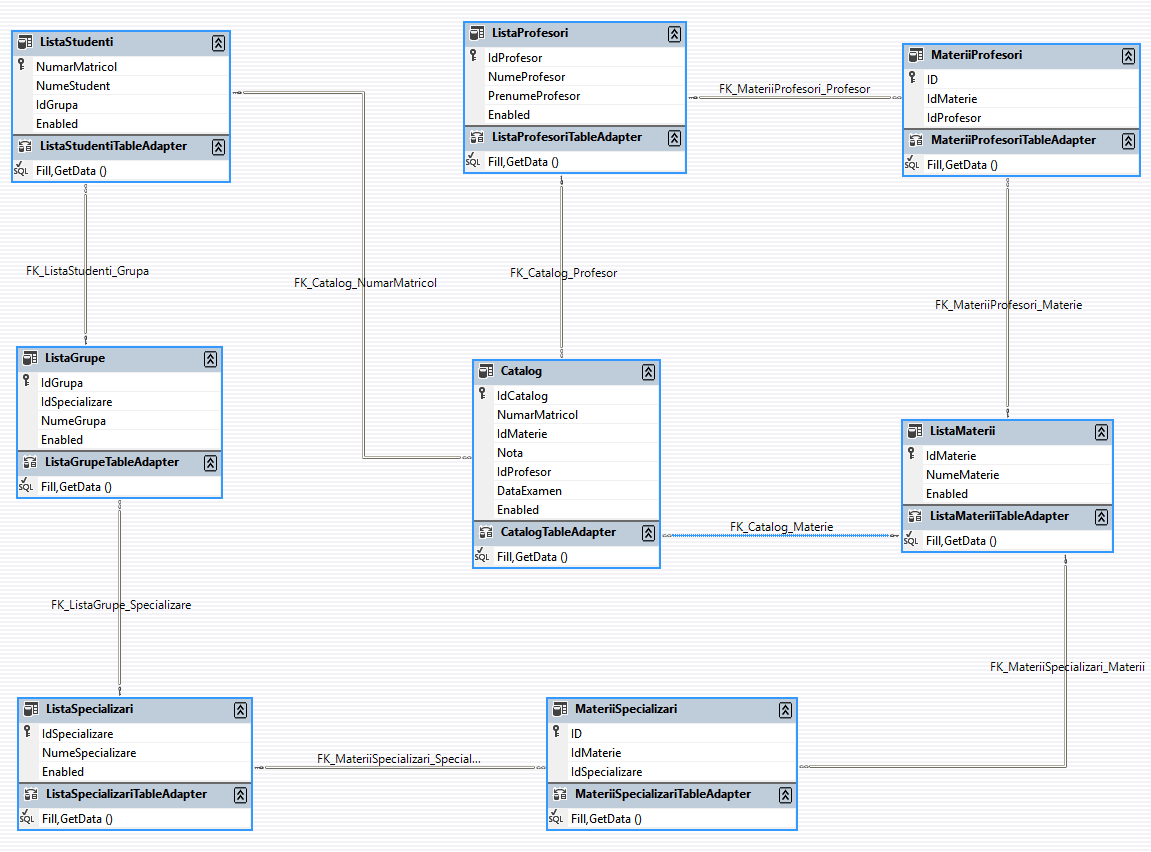 ListaStudenti
NumarMatricol
NumeStudent
IdGrupa
Enabled
ListaStudentiTableAdapter
SQL Fill,GetData ()
ListaProfesori
IdProfesor
NumeProfesor
PrenumeProfesor
Enabled
ListaProfesoriTableAdapter
SQL Fill,GetData ()
FK_MateriiProfesori_Profesor
MateriiProfesori
ID
IdMaterie
IdProfesor
MateriiProfesoriTableAdapter
SQL Fill,GetData ()
FK_ListaStudenti_Grupa
FK_Catalog_NumarMatricol
FK_Catalog_Profesor
FK_MateriiProfesori_Materie
ListaGrupe
IdGrupa
IdSpecializare
NumeGrupa
Enabled
ListaGrupeTableAdapter
SQL Fill,GetData ()
Catalog
IdCatalog
NumarMatricol
IdMaterie
Nota
IdProfesor
DataExamen
Enabled
CatalogTableAdapter
SQL Fill,GetData ()
FK_Catalog_Materie
ListaMaterii
IdMaterie
NumeMaterie
Enabled
ListaMateriiTableAdapter
SQL Fill,GetData ()
FK_ListaGrupe_Specializare
FK_MateriiSpecializari_Materii
ListaSpecializari
IdSpecializare
NumeSpecializare
Enabled
ListaSpecializariTableAdapter
SQL Fill,GetData ()
FK_MateriiSpecializari_Special...
MateriiSpecializari
ID
IdMaterie
IdSpecializare
MateriiSpecializariTableAdapter
SQL Fill,GetData ()